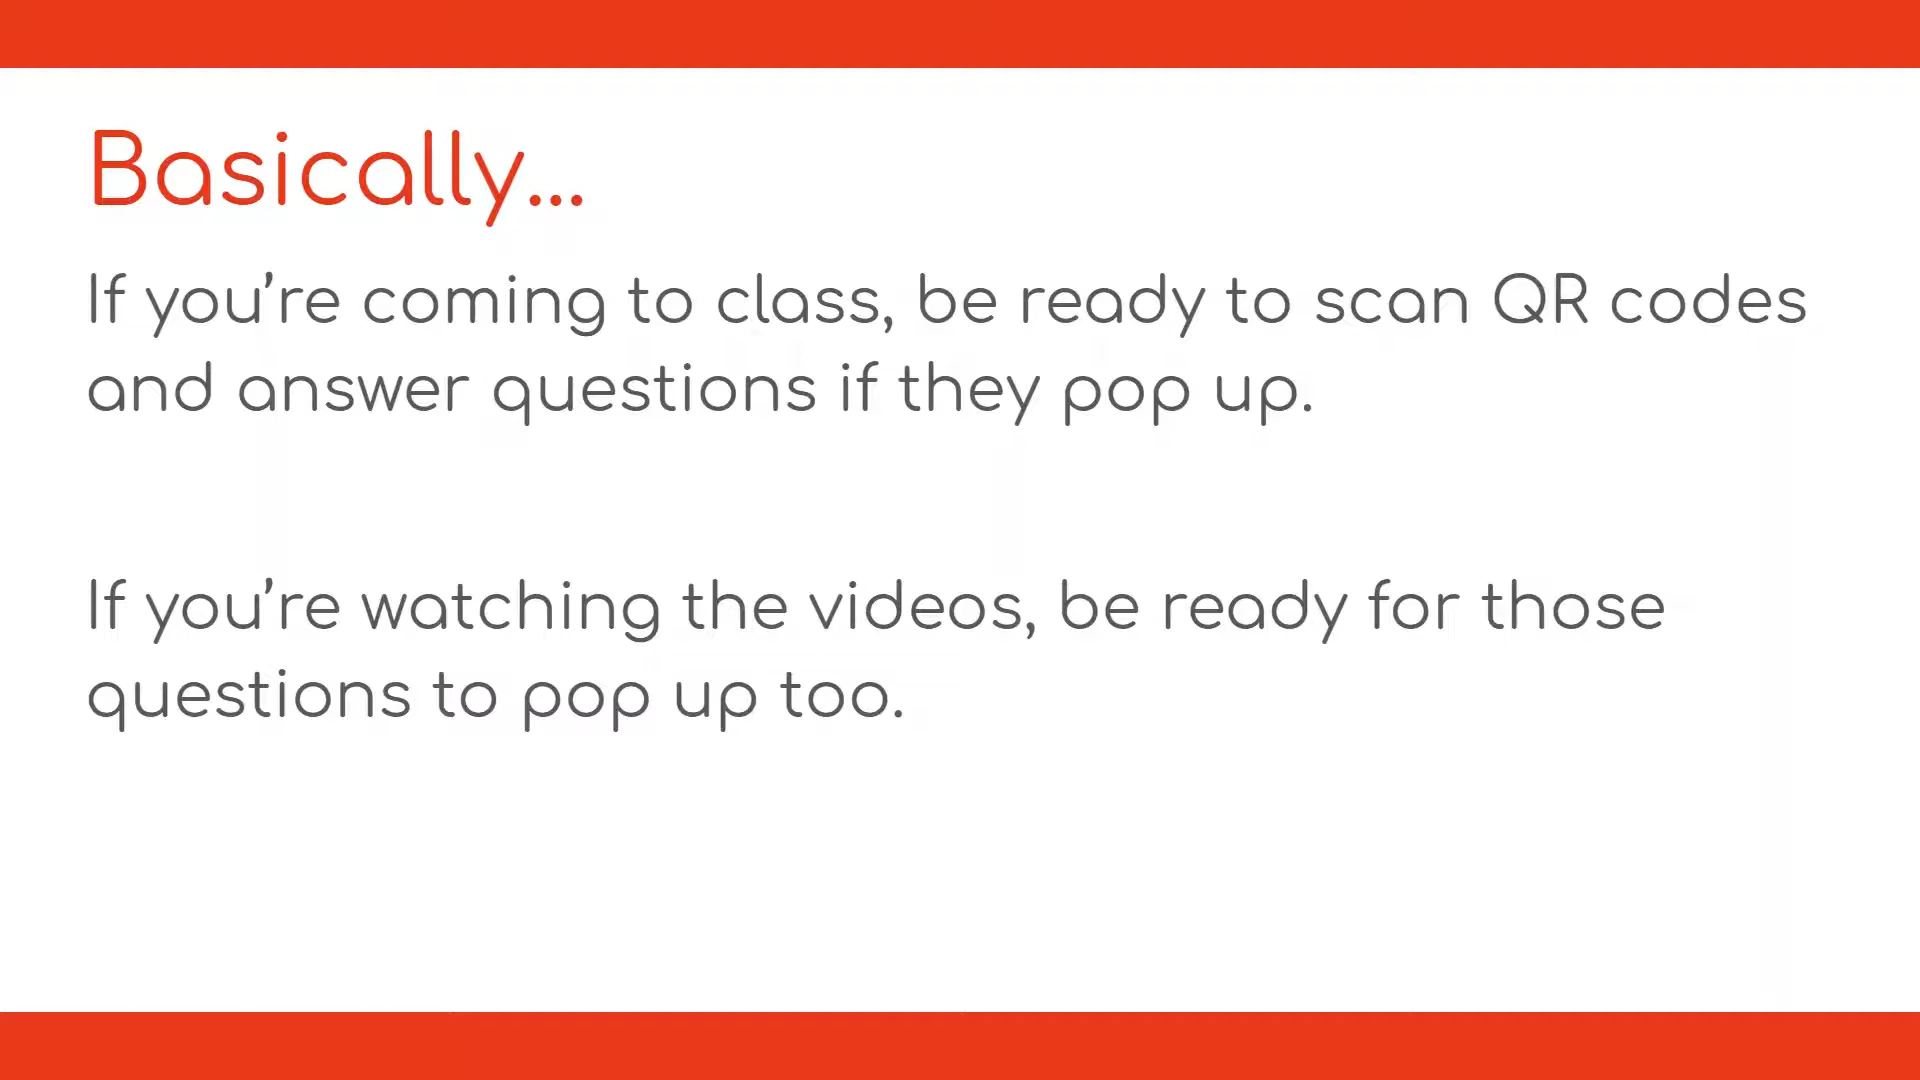 Basically...
If you’re coming to class, be ready to scan QR codes
and answer questions if they pop up.
If you’re watching the videos, be ready for those
questions to pop up too.